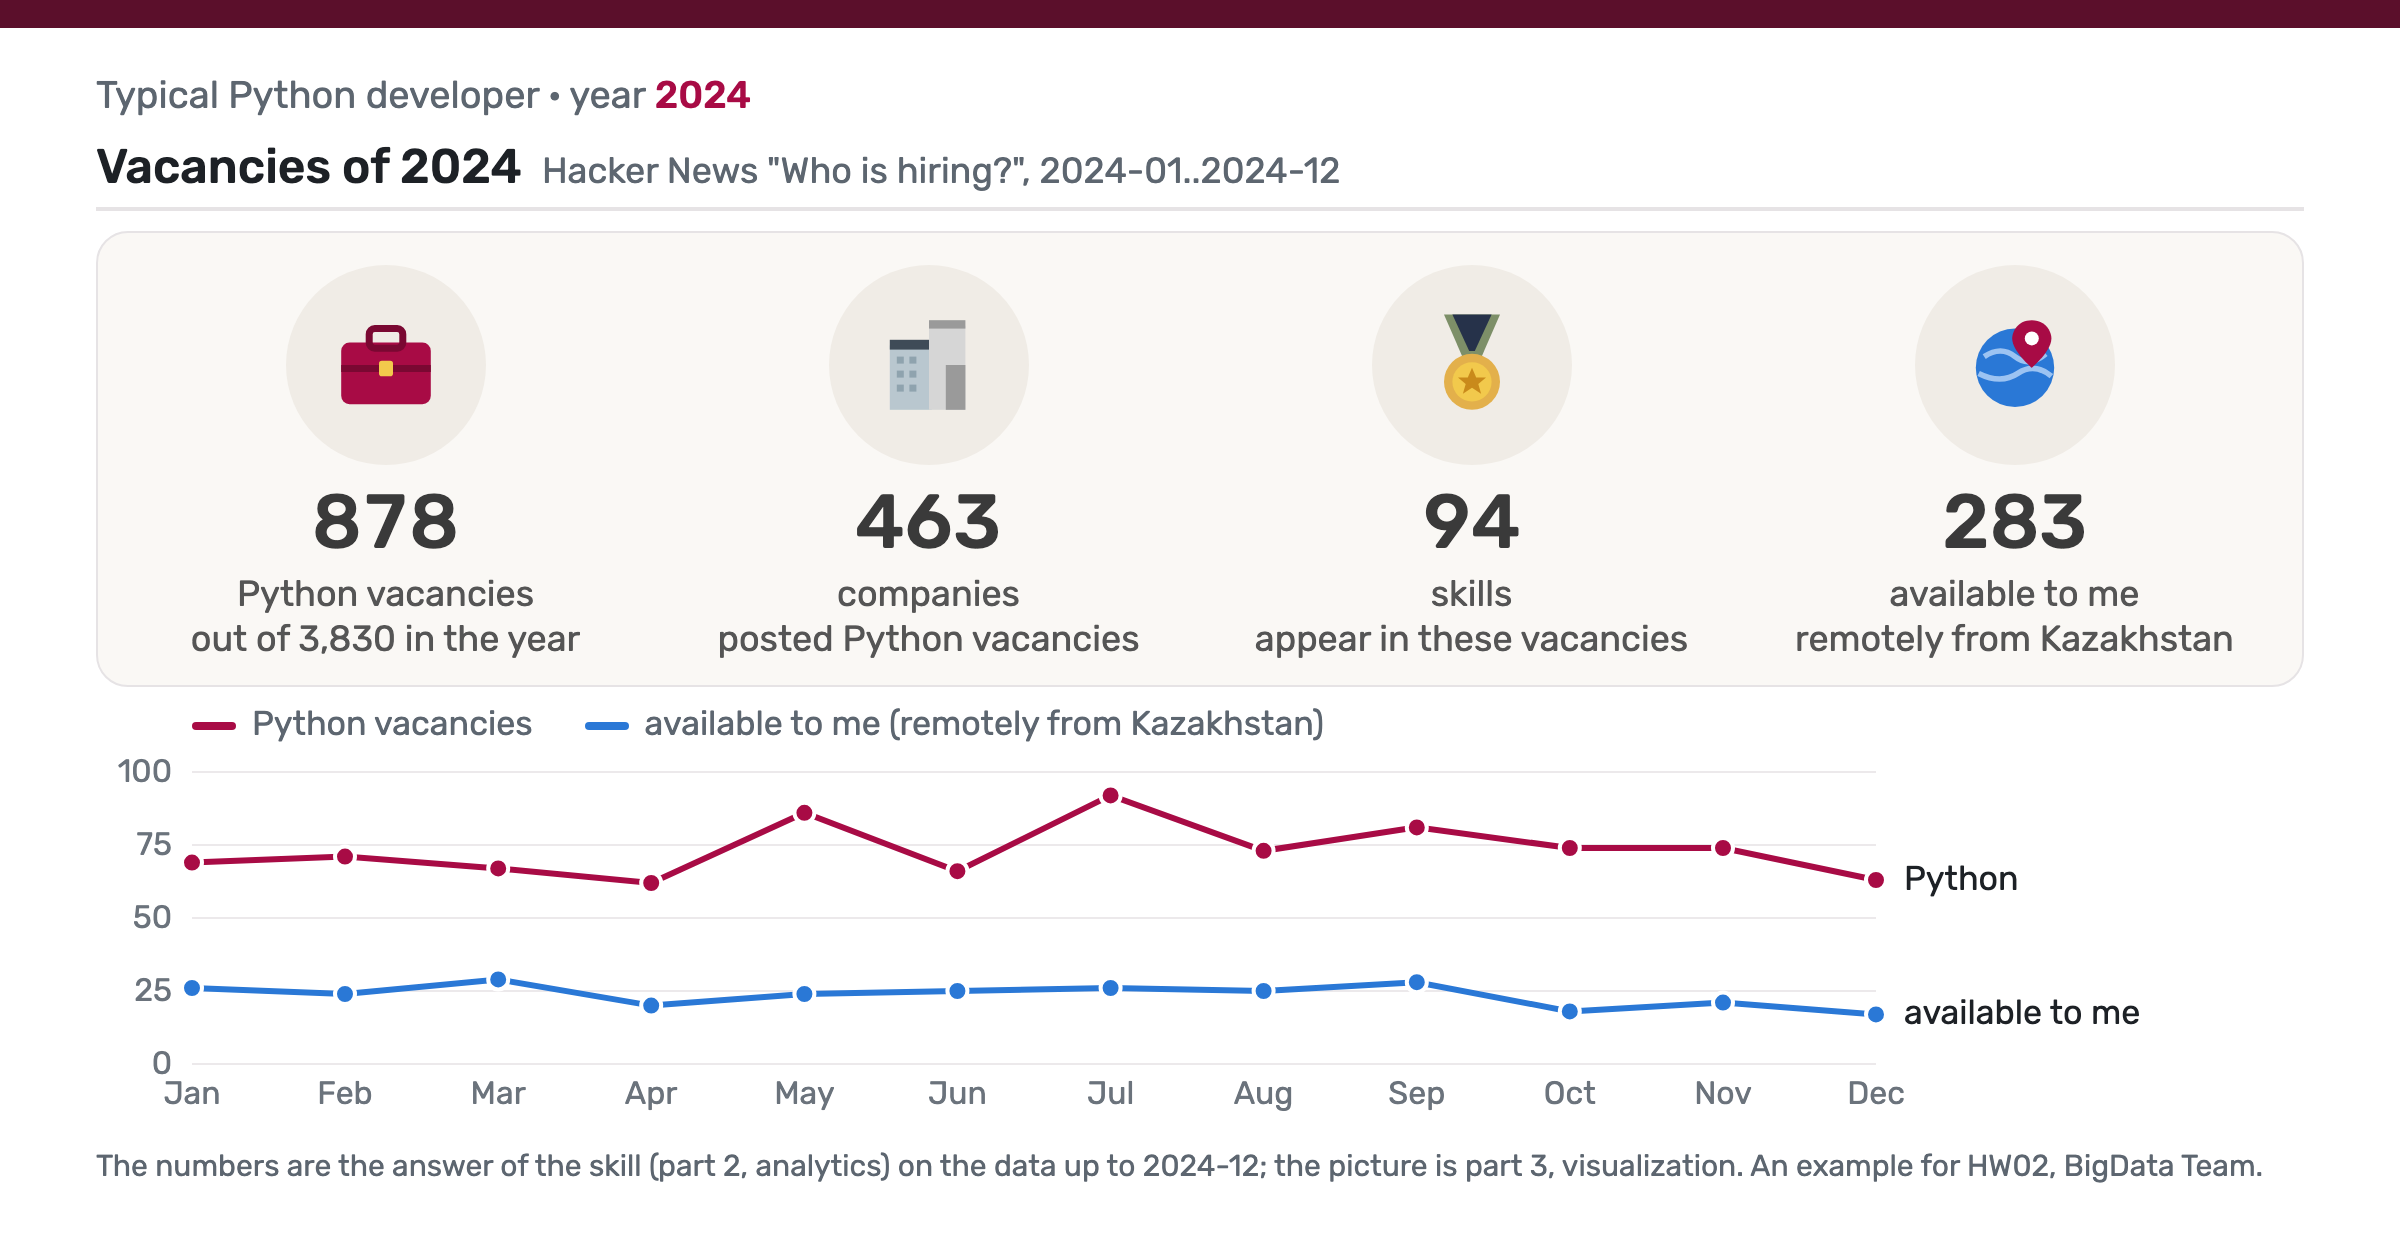 Typical Python developer • year 2024
Vacancies of 2024 Hacker News "Who is hiring?", 2024-01..2024-12
878
Python vacancies
out of 3,830 in the year
463
companies
posted Python vacancies
94
skills
appear in these vacancies
283
available to me
remotely from Kazakhstan
Python vacancies
available to me (remotely from Kazakhstan)
100
75
50
25
0
Python
available to me
Jan Feb Mar Apr May Jun Jul Aug Sep Oct Nov Dec
The numbers are the answer of the skill (part 2, analytics) on the data up to 2024-12; the picture is part 3, visualization. An example for HW02, BigData Team.